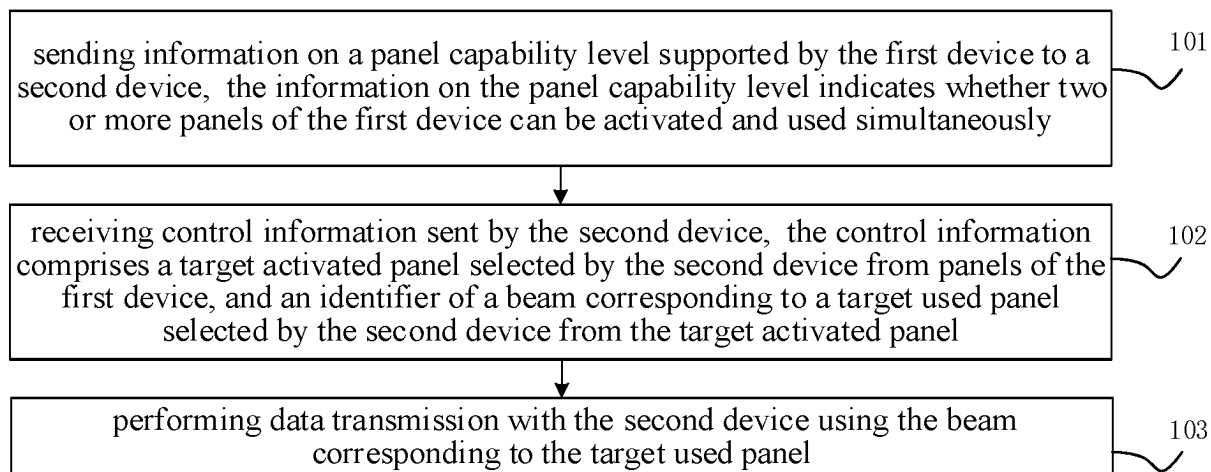 sending information on a panel capability level supported by the first device to a
second device, the information on the panel capability level indicates whether two
or more panels of the first device can be activated and used simultaneously
101
receiving control information sent by the second device, the control information
comprises a target activated panel selected by the second device from panels of the
first device, and an identifier of a beam corresponding to a target used panel
selected by the second device from the target activated panel
102
performing data transmission with the second device using the beam
corresponding to the target used panel
103